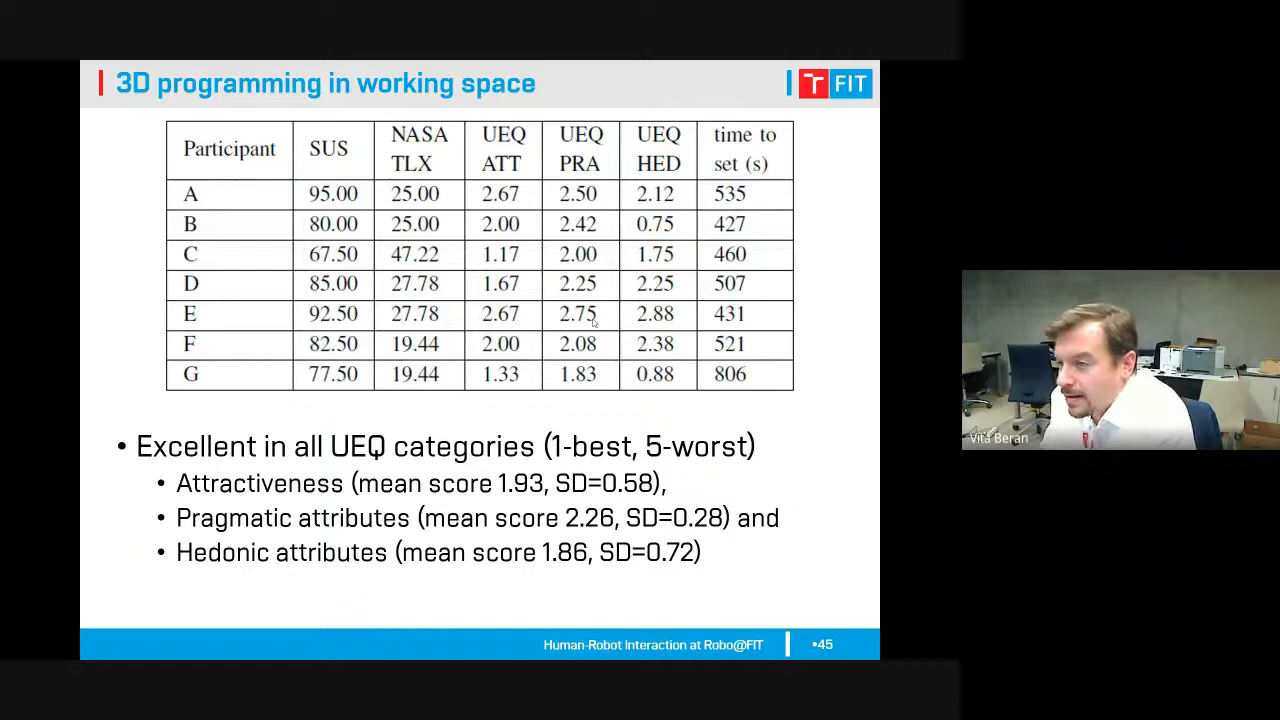 3D programming in working space
T FIT
Participant SUS NASA TLX UEQ ATT UEQ PRA UEQ HED time to set (s)
A 95.00 25.00 2.67 2.50 2.12 535
B 80.00 25.00 2.00 2.42 0.75 427
C 67.50 47.22 1.17 2.00 1.75 460
D 85.00 27.78 1.67 2.25 2.25 507
E 92.50 27.78 2.67 2.75 2.88 431
F 82.50 19.44 2.00 2.08 2.38 521
G 77.50 19.44 1.33 1.83 0.88 806
• Excellent in all UEQ categories (1-best, 5-worst)
• Attractiveness (mean score 1.93, SD=0.58),
• Pragmatic attributes (mean score 2.26, SD=0.28) and
• Hedonic attributes (mean score 1.86, SD=0.72)
Human-Robot Interaction at Robo@FIT
•45
Vita Beran